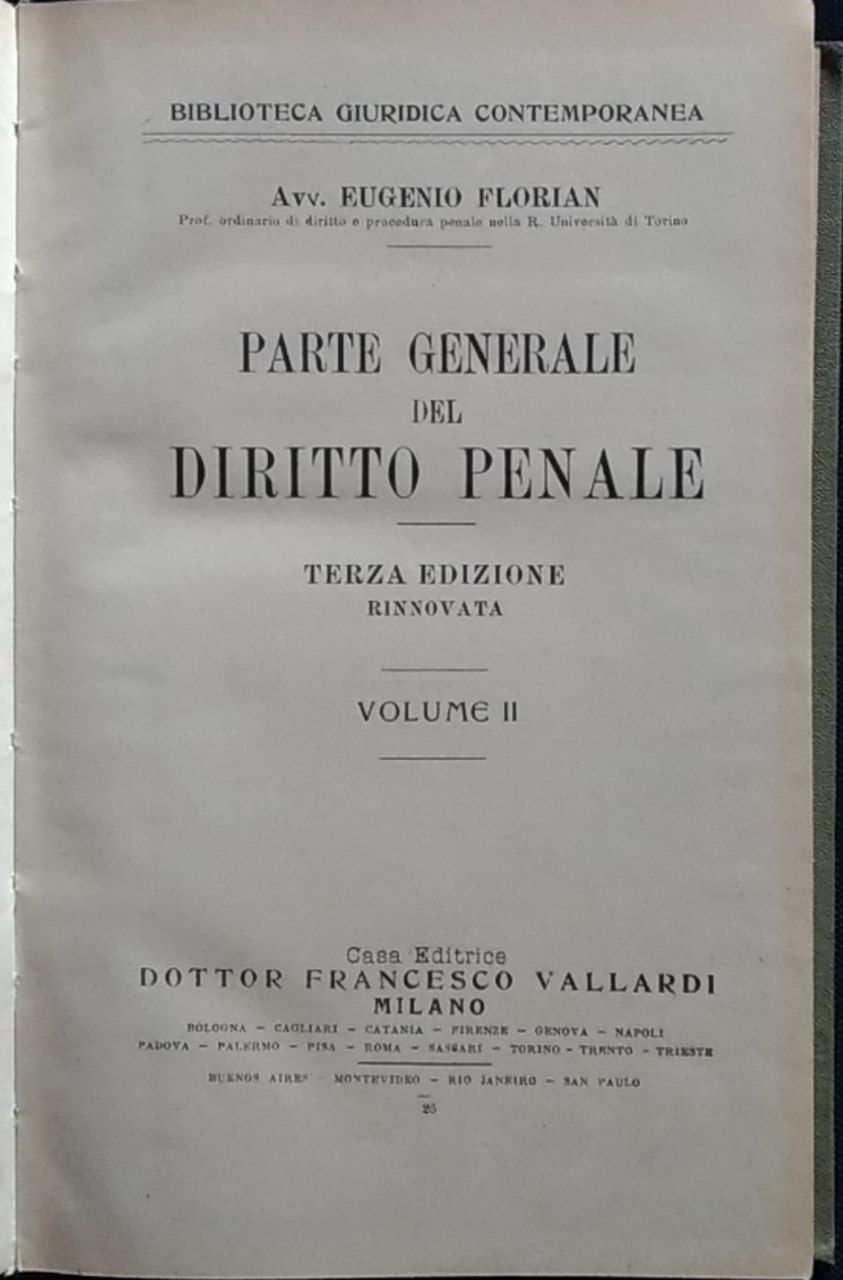 BIBLIOTECA GIURIDICA CONTEMPORANEA
Avv. EUGENIO FLORIAN
Prof. ordinario di diritto e procedura penale nella R. Università di Torino
PARTE GENERALE
DEL
DIRITTO PENALE
TERZA EDIZIONE
RINNOVATA
VOLUME II
Casa Editrice
DOTTOR FRANCESCO VALLARDI
MILANO
BOLOGNA – CAGLIARI – CATANIA – FIRENZE – GENOVA – NAPOLI
PADOVA – PALERMO – PISA – ROMA – SASSARI – TORINO – TRENTO – TRIESTE
BUENOS AIRES – MONTEVIDEO – RIO JANEIRO – SAN PAULO
25